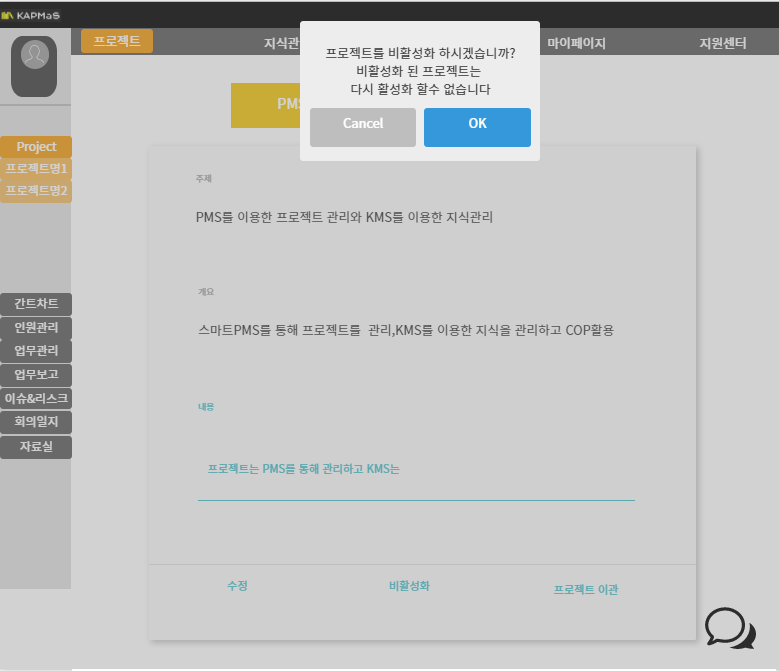 KAPMaS
프로젝트
지식관
마이페이지
지원센터
프로젝트를 비활성화 하시겠습니까?
비활성화 된 프로젝트는
다시 활성화 할수 없습니다
Cancel
OK
PMS
Project
프로젝트명1
프로젝트명2
간트차트
인원관리
업무관리
업무보고
이슈&리스크
회의일지
자료실
주제
PMS를 이용한 프로젝트 관리와 KMS를 이용한 지식관리
개요
스마트PMS를 통해 프로젝트를 관리,KMS를 이용한 지식을 관리하고 COP활용
내용
프로젝트는 PMS를 통해 관리하고 KMS는
수정
비활성화
프로젝트 이관